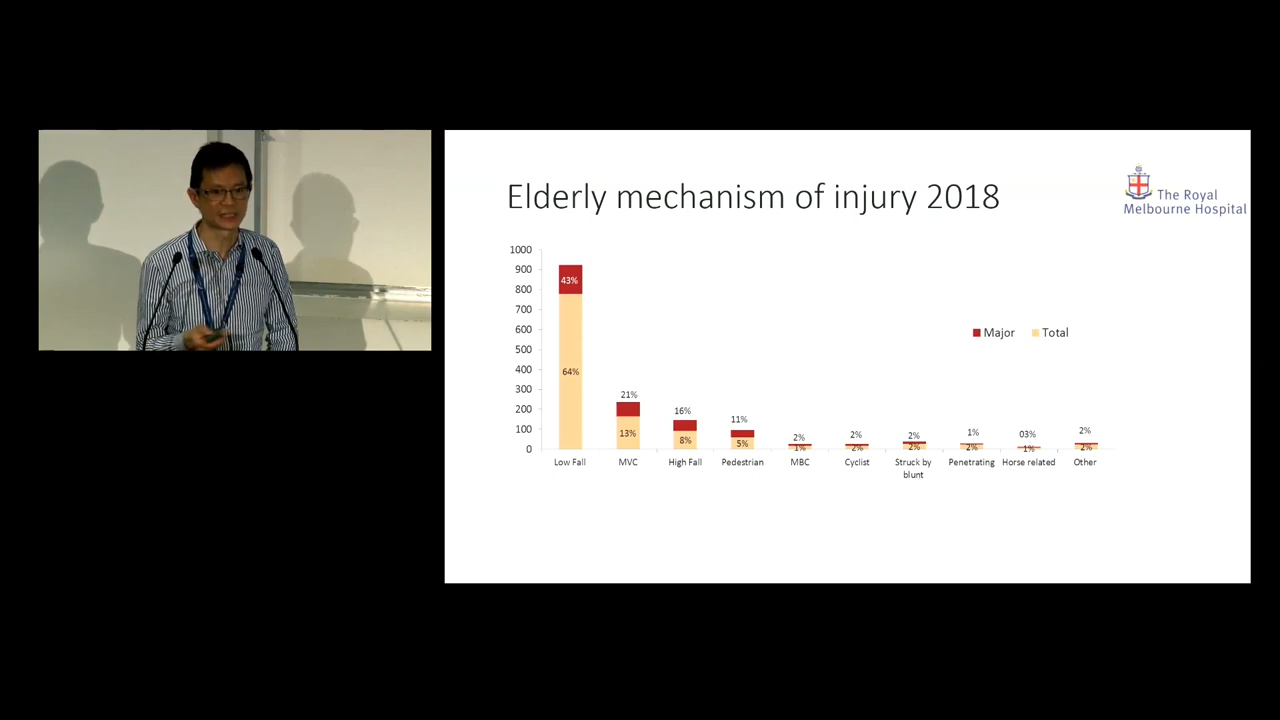 Elderly mechanism of injury 2018
The Royal
Melbourne Hospital
1000
900
800
700
600
500
400
300
200
100
0
43%
64%
21%
13%
16%
8%
11%
5%
2%
1%
2%
2%
2%
2%
1%
2%
03%
1%
2%
2%
Major
Total
Low Fall
MVC
High Fall
Pedestrian
MBC
Cyclist
Struck by
blunt
Penetrating
Horse related
Other